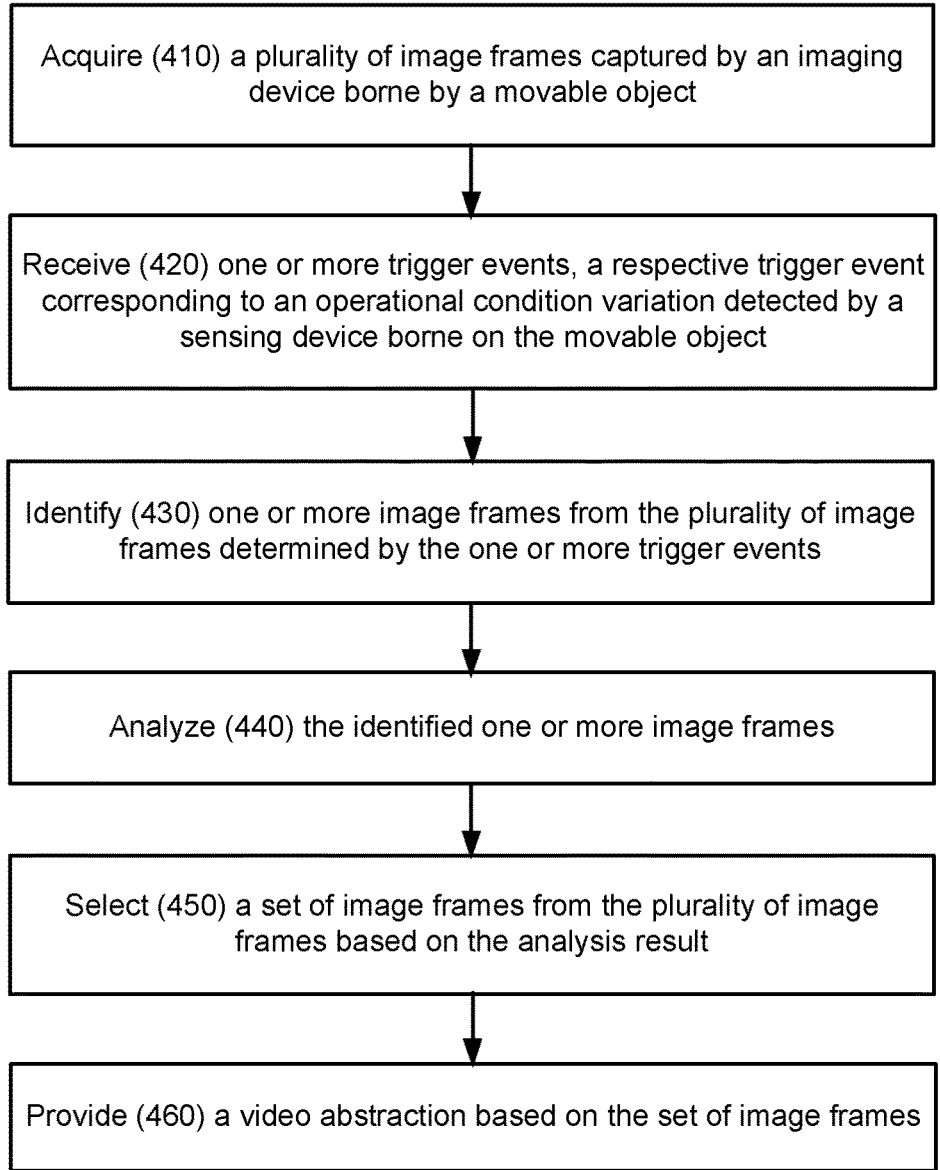 Acquire (410) a plurality of image frames captured by an imaging
device borne by a movable object
Receive (420) one or more trigger events, a respective trigger event
corresponding to an operational condition variation detected by a
sensing device borne on the movable object
Identify (430) one or more image frames from the plurality of image
frames determined by the one or more trigger events
Analyze (440) the identified one or more image frames
Select (450) a set of image frames from the plurality of image
frames based on the analysis result
Provide (460) a video abstraction based on the set of image frames